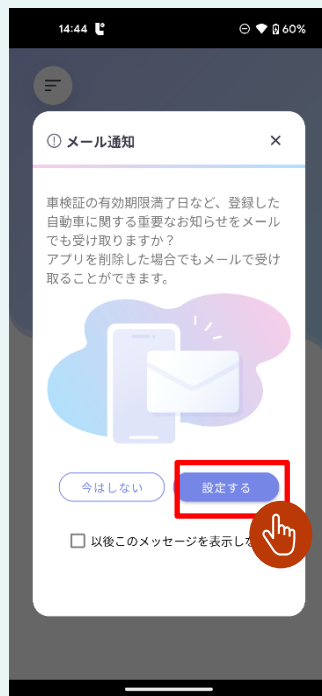 14:44 60%
メール通知
車検証の有効期限満了日など、登録した
自動車に関する重要なお知らせをメール
でも受け取りますか？
アプリを削除した場合でもメールで受け
取ることができます。
今はしない 設定する
以後このメッセージを表示し